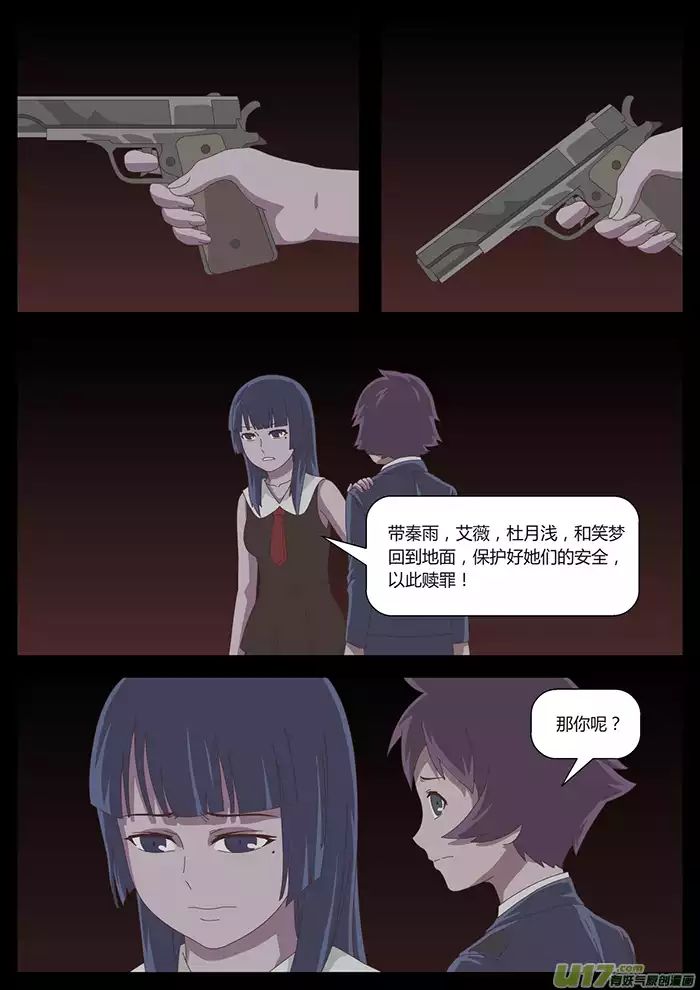 带秦雨，艾薇，杜月浅，和笑梦
回到地面，保护好她们的安全，
以此赎罪！
那你呢？
U17.com
有妖气原创漫画